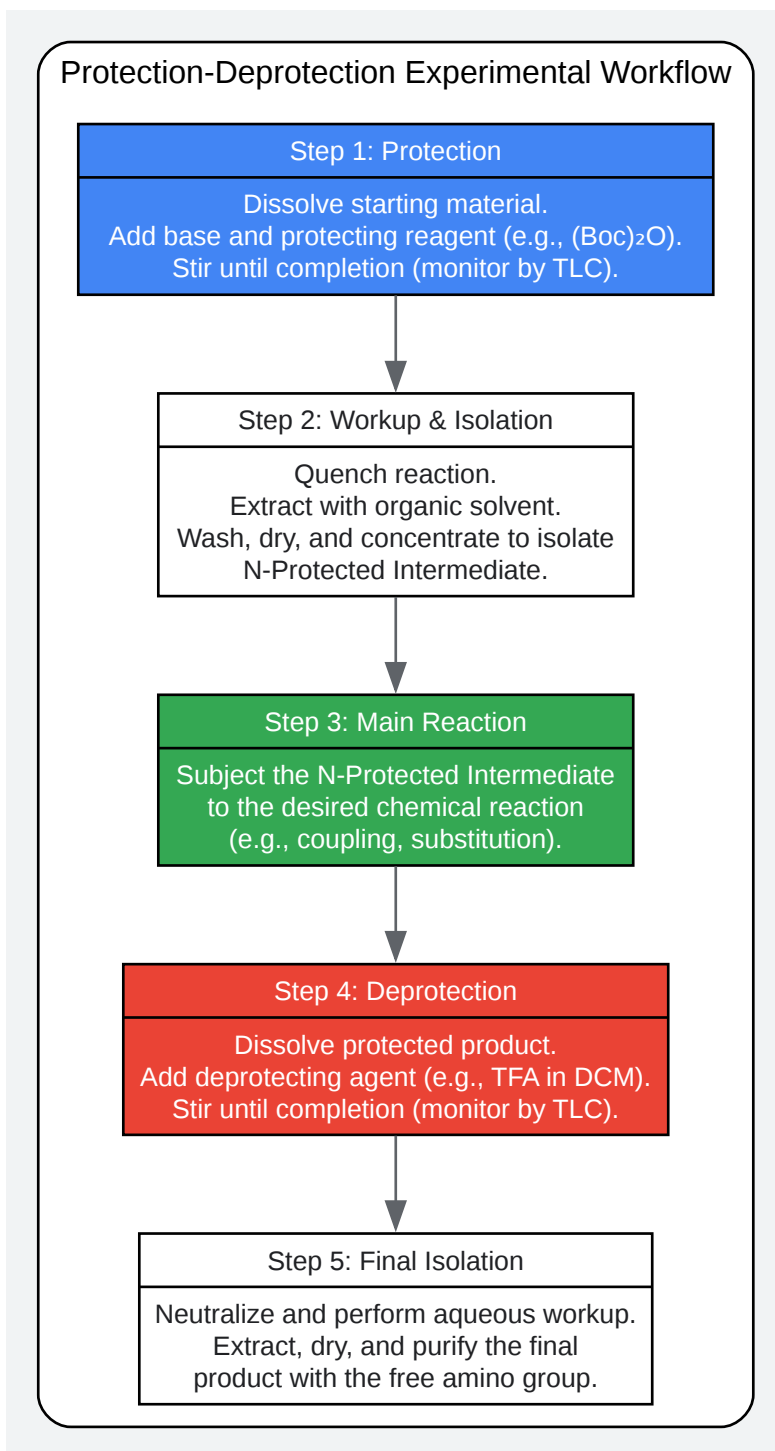 Protection-Deprotection Experimental Workflow
Step 1: Protection
Dissolve starting material.
Add base and protecting reagent (e.g., (Boc)₂O).
Stir until completion (monitor by TLC).
Step 2: Workup & Isolation
Quench reaction.
Extract with organic solvent.
Wash, dry, and concentrate to isolate
N-Protected Intermediate.
Step 3: Main Reaction
Subject the N-Protected Intermediate
to the desired chemical reaction
(e.g., coupling, substitution).
Step 4: Deprotection
Dissolve protected product.
Add deprotecting agent (e.g., TFA in DCM).
Stir until completion (monitor by TLC).
Step 5: Final Isolation
Neutralize and perform aqueous workup.
Extract, dry, and purify the final
product with the free amino group.